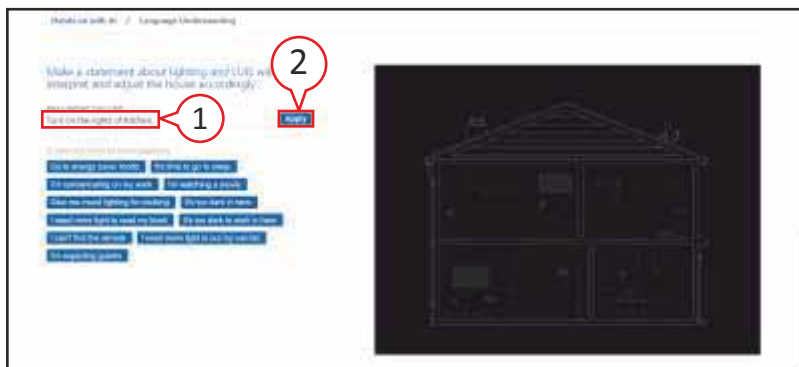 Hands-on with AI / Language Understanding
Make a statement about lighting and LUIS will
interpret and adjust the house accordingly
2
Turn on the lights of Kitchen
1
Apply
Go to energy saver mode
It's time to go to sleep
I'm concentrating on my work
I'm watching a movie
Give me mood lighting for
It's too dark in here
I need more light to read my book
It's too dark to work in here
I can't find the remote
I need more light to cut my carrots
I'm expecting guests